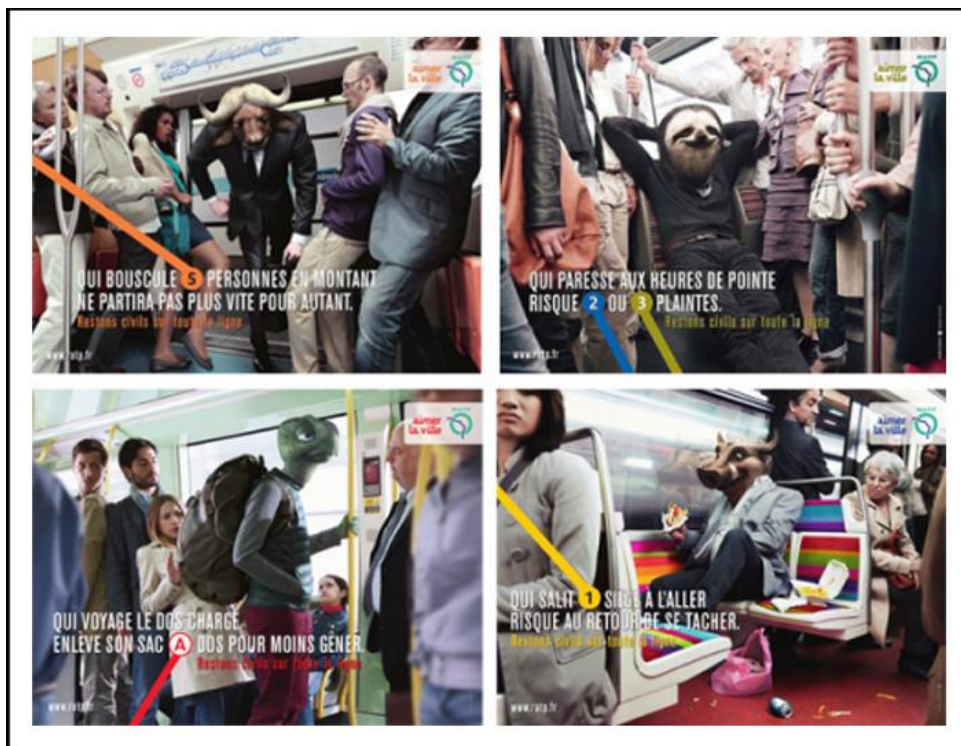 aimer
la ville
RATP
QUI BOUSCULE 5 PERSONNES EN MONTANT
NE PARTIRA PAS PLUS VITE POUR AUTANT.
Restons civils sur toute la ligne
www.ratp.fr
aimer
la ville
RATP
QUI PARESSE AUX HEURES DE POINTE
RISQUE 2 OU 3 PLAINTES.
Restons civils sur toute la ligne
www.ratp.fr
aimer
la ville
RATP
QUI VOYAGE LE DOS CHARGÉ
ENLÈVE SON SAC A DOS POUR MOINS GÊNER.
Restons civils sur toute la ligne
www.ratp.fr
aimer
la ville
RATP
QUI SALIT 1 SIÈGE À L'ALLER
RISQUE AU RETOUR DE SE TACHER.
Restons civils sur toute la ligne
www.ratp.fr